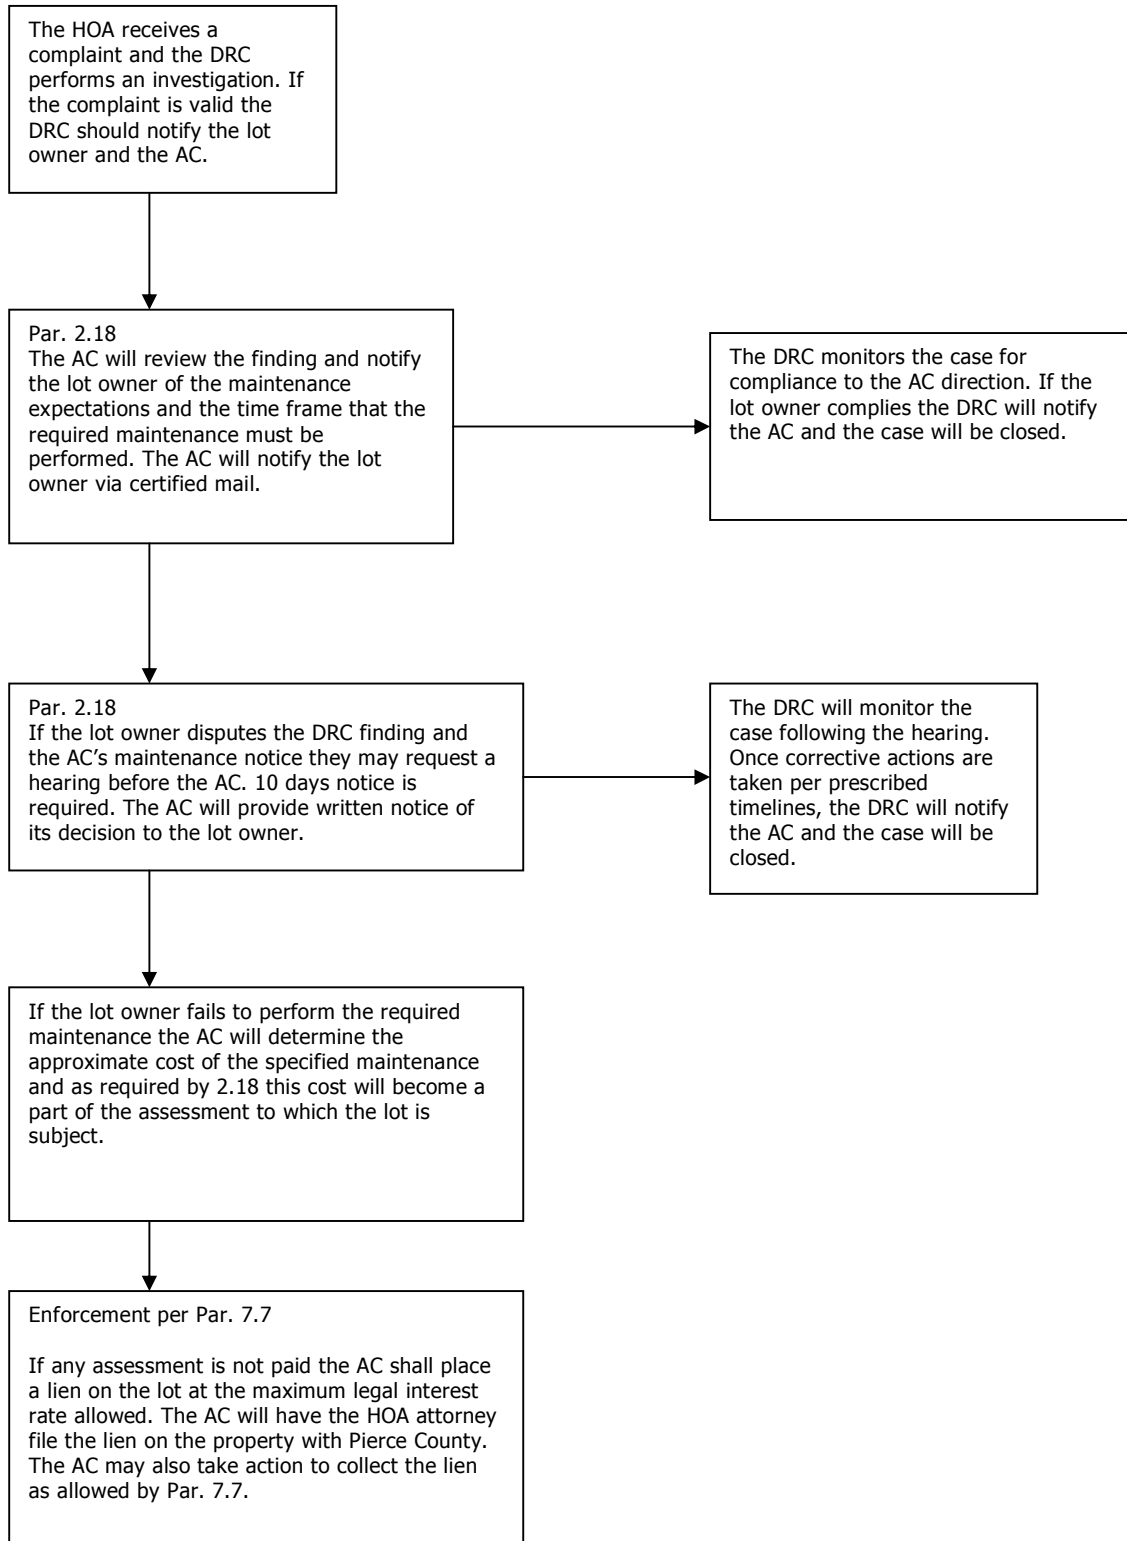 The HOA receives a
complaint and the DRC
performs an investigation. If
the complaint is valid the
DRC should notify the lot
owner and the AC.
Par. 2.18
The AC will review the finding and notify
the lot owner of the maintenance
expectations and the time frame that the
required maintenance must be
performed. The AC will notify the lot
owner via certified mail.
The DRC monitors the case for
compliance to the AC direction. If the
lot owner complies the DRC will notify
the AC and the case will be closed.
Par. 2.18
If the lot owner disputes the DRC finding and
the AC’s maintenance notice they may request a
hearing before the AC. 10 days notice is
required. The AC will provide written notice of
its decision to the lot owner.
The DRC will monitor the
case following the hearing.
Once corrective actions are
taken per prescribed
timelines, the DRC will notify
the AC and the case will be
closed.
If the lot owner fails to perform the required
maintenance the AC will determine the
approximate cost of the specified maintenance
and as required by 2.18 this cost will become a
part of the assessment to which the lot is
subject.
Enforcement per Par. 7.7
If any assessment is not paid the AC shall place
a lien on the lot at the maximum legal interest
rate allowed. The AC will have the HOA attorney
file the lien on the property with Pierce County.
The AC may also take action to collect the lien
as allowed by Par. 7.7.